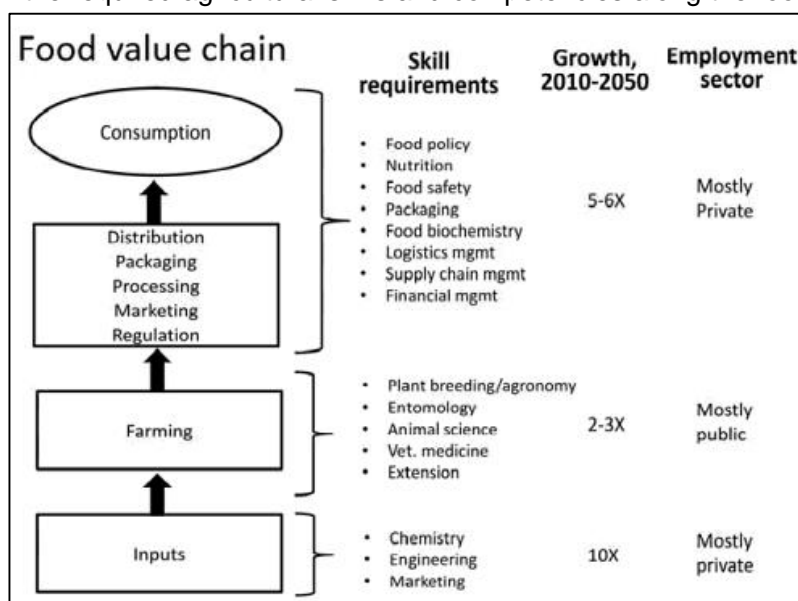 Food value chain
Skill requirements
Growth, 2010-2050
Employment sector
Consumption
Distribution
Packaging
Processing
Marketing
Regulation
• Food policy
• Nutrition
• Food safety
• Packaging
• Food biochemistry
• Logistics mgmt
• Supply chain mgmt
• Financial mgmt
5-6X
Mostly
Private
Farming
• Plant breeding/agronomy
• Entomology
• Animal science
• Vet. medicine
• Extension
2-3X
Mostly
public
Inputs
• Chemistry
• Engineering
• Marketing
10X
Mostly
private